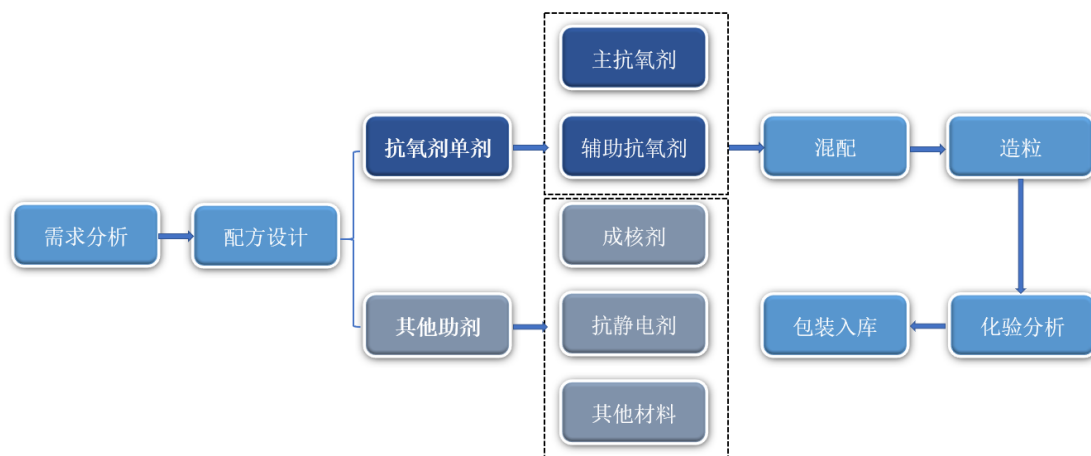 需求分析
配方设计
抗氧剂单剂
其他助剂
主抗氧剂
辅助抗氧剂
成核剂
抗静电剂
其他材料
混配
造粒
化验分析
包装入库